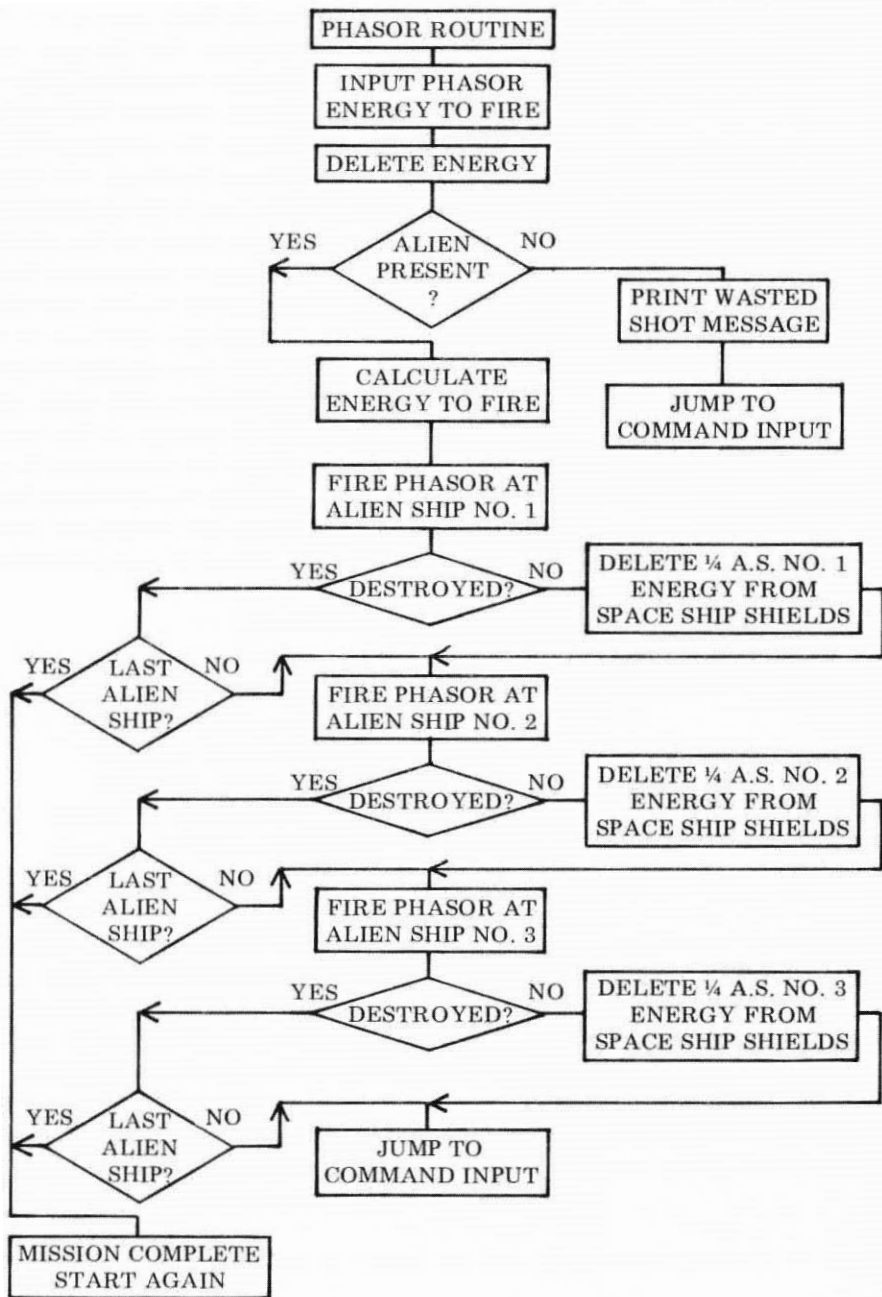 PHASOR ROUTINE
INPUT PHASOR
ENERGY TO FIRE
DELETE ENERGY
YES
ALIEN
PRESENT
?
NO
PRINT WASTED
SHOT MESSAGE
JUMP TO
COMMAND INPUT
CALCULATE
ENERGY TO FIRE
FIRE PHASOR AT
ALIEN SHIP NO. 1
YES
DESTROYED?
NO
DELETE ¼ A.S. NO. 1
ENERGY FROM
SPACE SHIP SHIELDS
YES
LAST
ALIEN
SHIP?
NO
FIRE PHASOR AT
ALIEN SHIP NO. 2
YES
DESTROYED?
NO
DELETE ¼ A.S. NO. 2
ENERGY FROM
SPACE SHIP SHIELDS
YES
LAST
ALIEN
SHIP?
NO
FIRE PHASOR AT
ALIEN SHIP NO. 3
YES
DESTROYED?
NO
DELETE ¼ A.S. NO. 3
ENERGY FROM
SPACE SHIP SHIELDS
YES
LAST
ALIEN
SHIP?
NO
JUMP TO
COMMAND INPUT
MISSION COMPLETE
START AGAIN